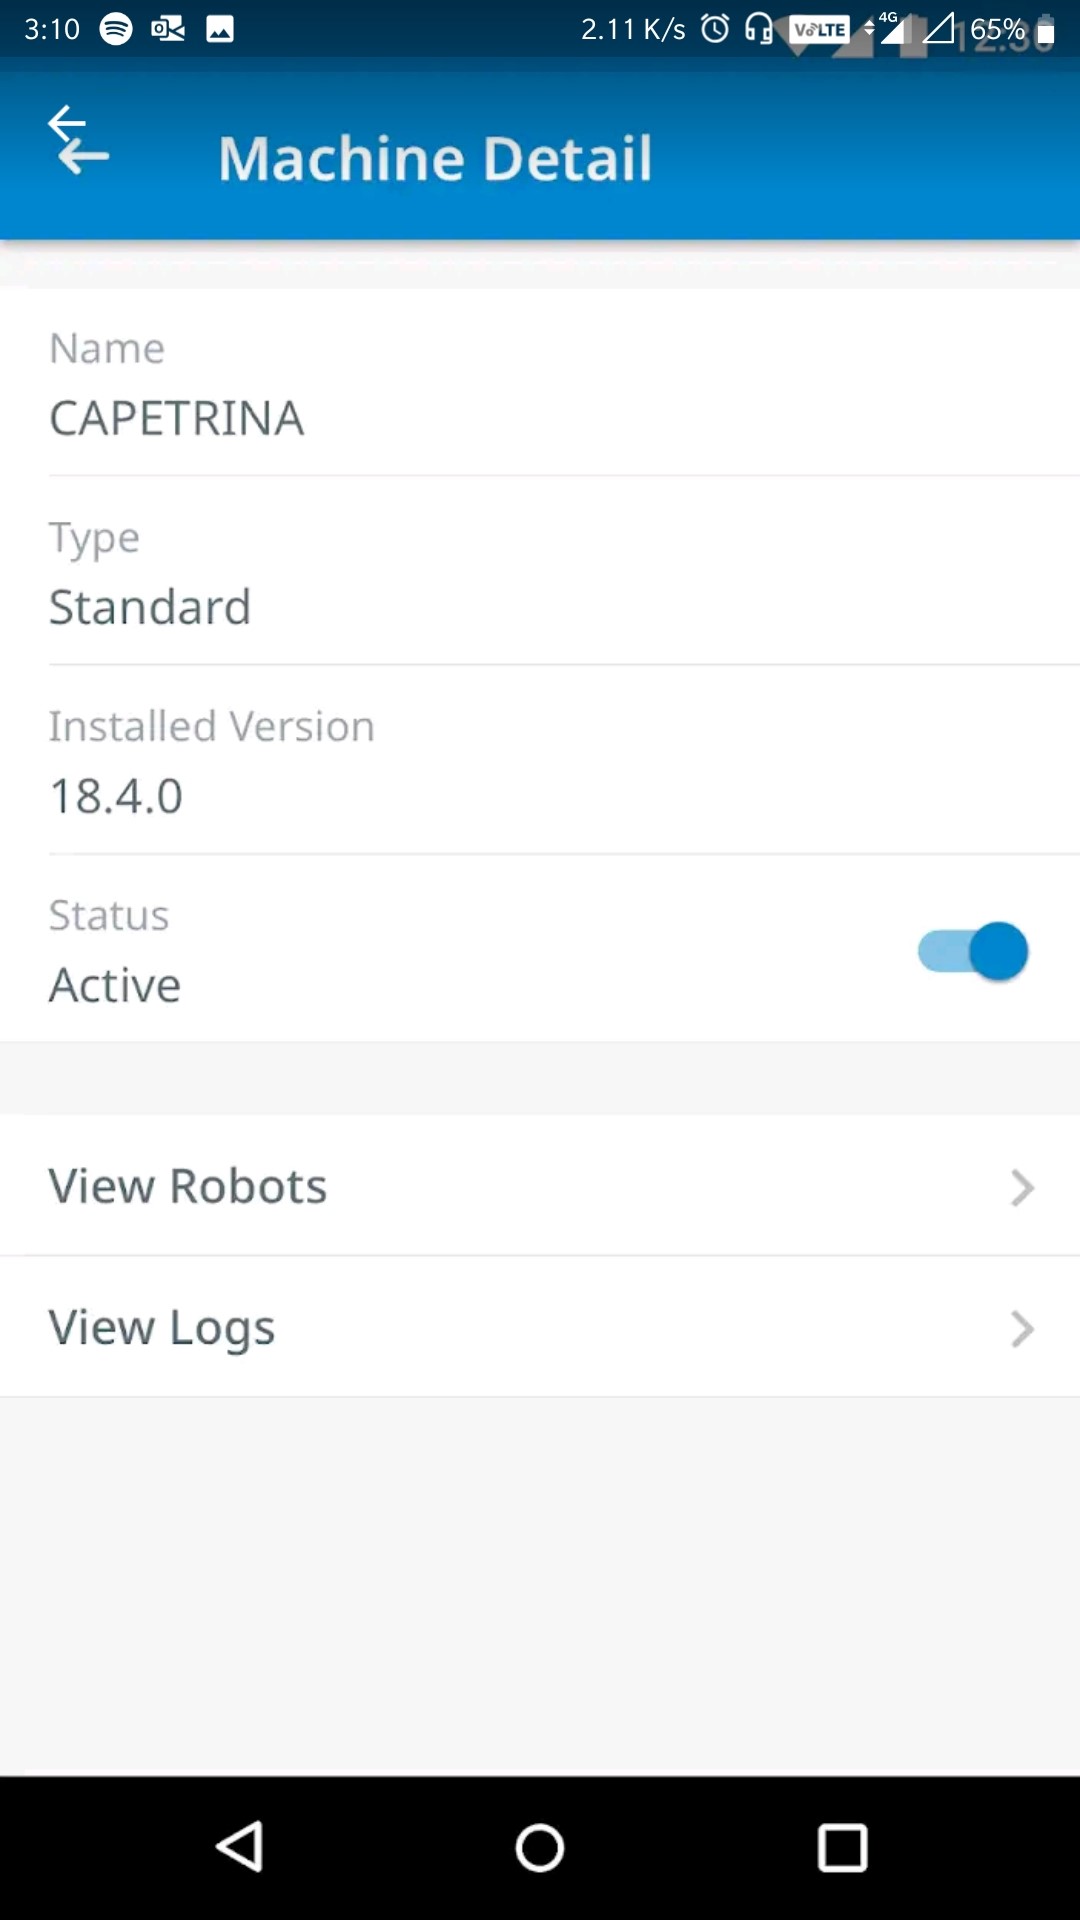 3:10 2.11 K/s VoLTE 4G 65%
Machine Detail
Name
CAPETRINA
Type
Standard
Installed Version
18.4.0
Status
Active
View Robots
View Logs